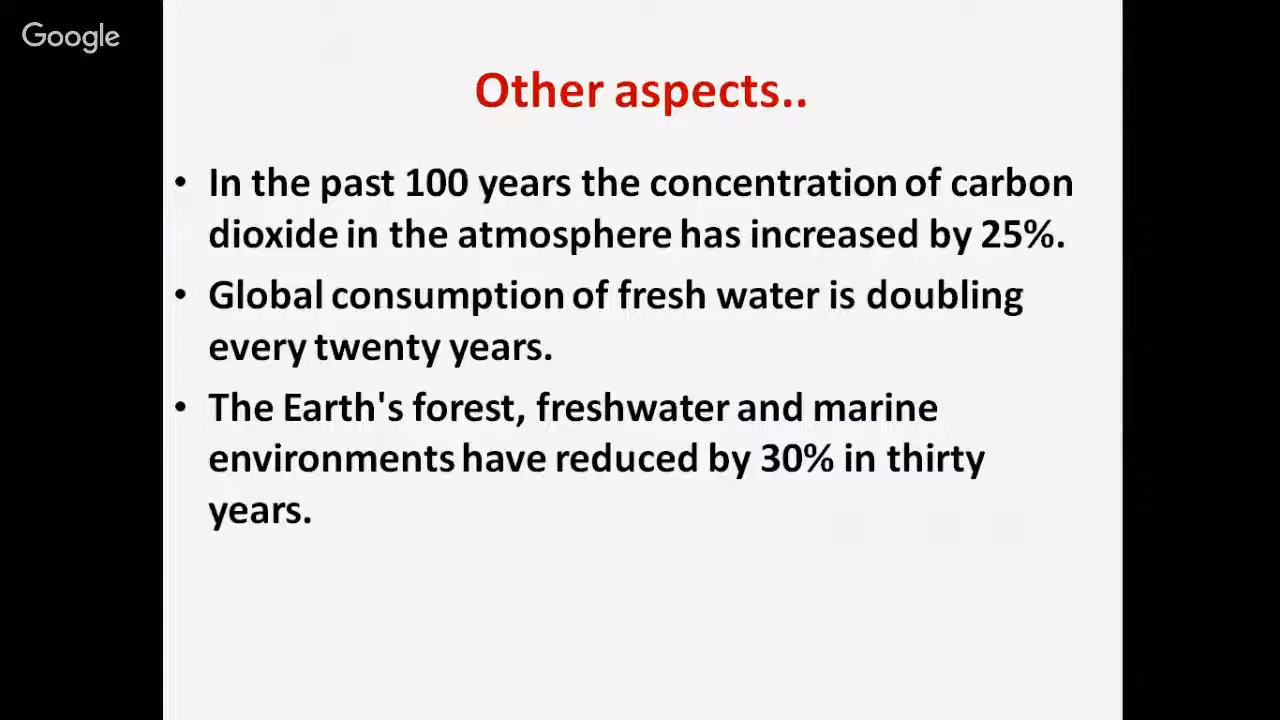 Google
Other aspects..
• In the past 100 years the concentration of carbon
dioxide in the atmosphere has increased by 25%.
• Global consumption of fresh water is doubling
every twenty years.
• The Earth's forest, freshwater and marine
environments have reduced by 30% in thirty
years.